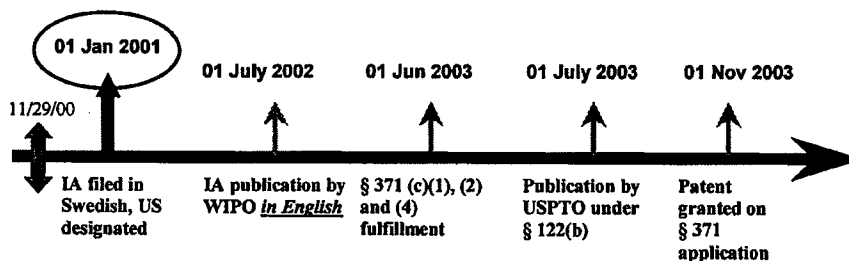 01 Jan 2001
01 July 2002
01 Jun 2003
01 July 2003
01 Nov 2003
11/29/00
IA filed in
Swedish, US
designated
IA publication by
WIPO in English
§ 371 (c)(1), (2)
and (4)
fulfillment
Publication by
USPTO under
§ 122(b)
Patent
granted on
§ 371
application